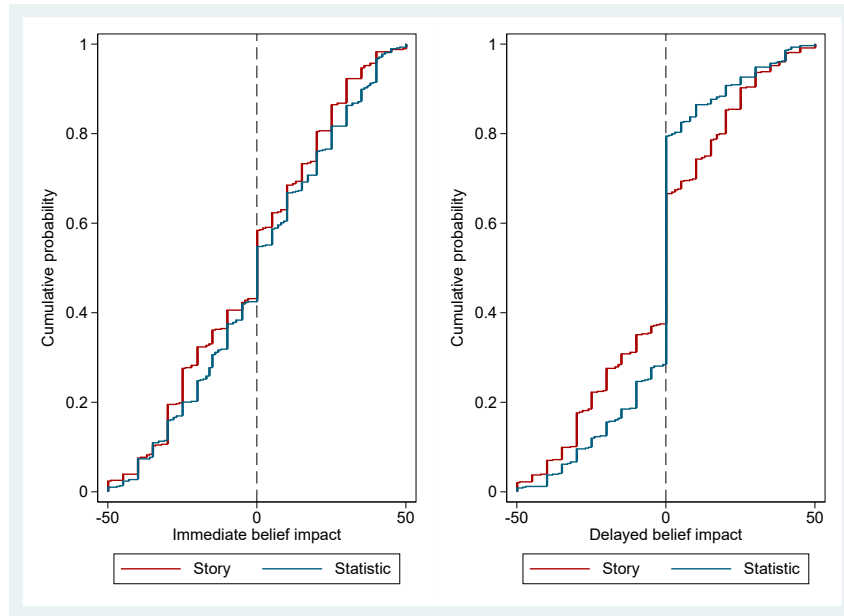 Cumulative probability
1
0.8
0.6
0.4
0.2
0
-50 0 50
Immediate belief impact
Story Statistic
Cumulative probability
1
0.8
0.6
0.4
0.2
0
-50 0 50
Delayed belief impact
Story Statistic